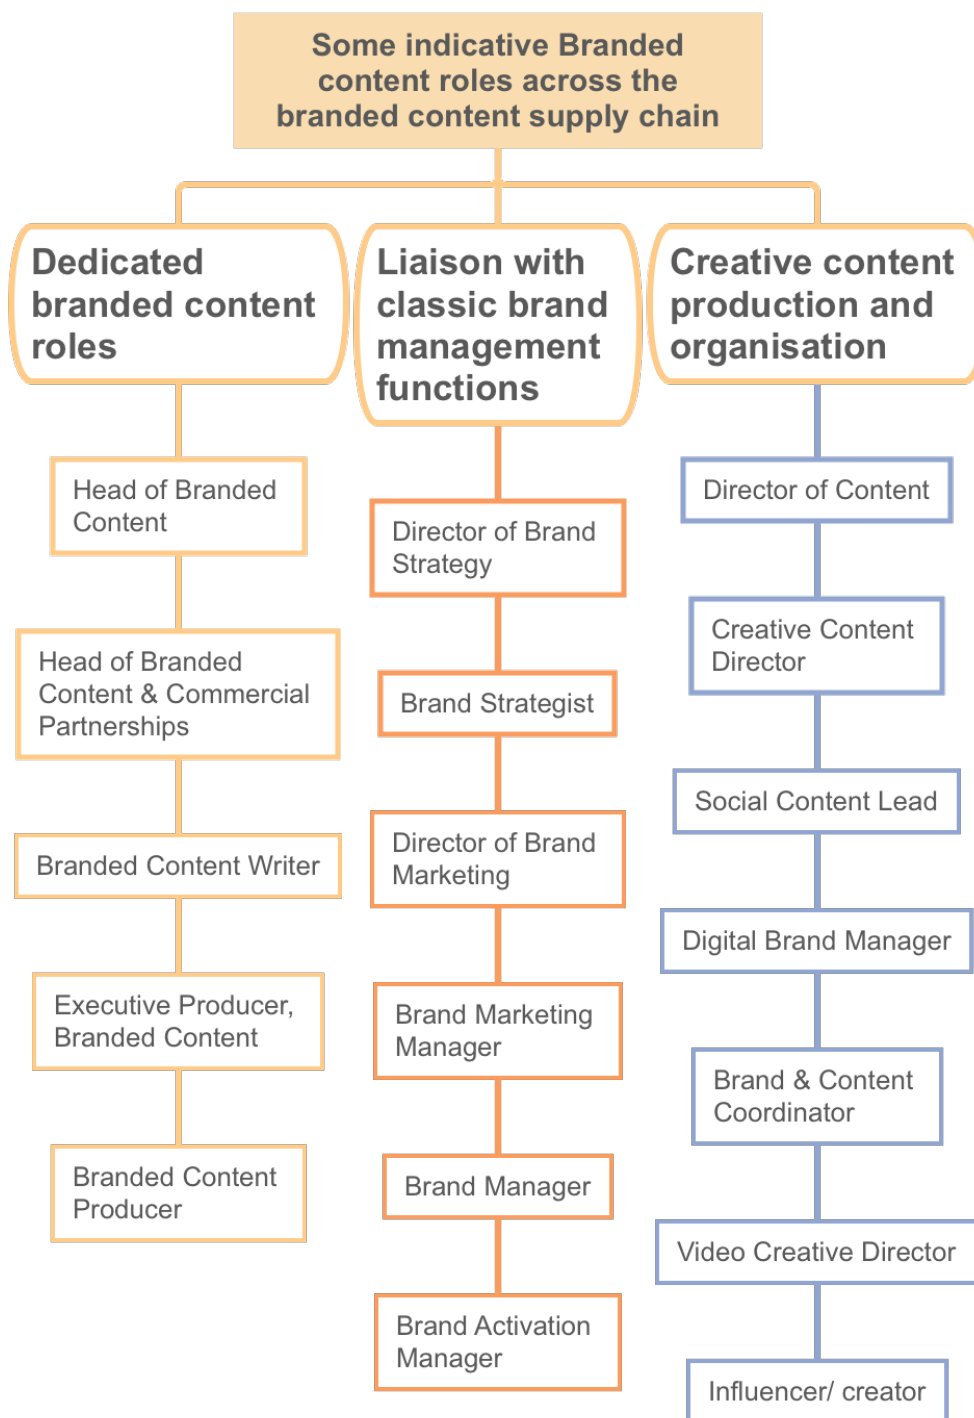 Some indicative Branded
content roles across the
branded content supply chain
Dedicated
branded content
roles
Head of Branded
Content
Head of Branded
Content & Commercial
Partnerships
Branded Content Writer
Executive Producer,
Branded Content
Branded Content
Producer
Liaison with
classic brand
management
functions
Director of Brand
Strategy
Brand Strategist
Director of Brand
Marketing
Brand Marketing
Manager
Brand Manager
Brand Activation
Manager
Creative content
production and
organisation
Director of Content
Creative Content
Director
Social Content Lead
Digital Brand Manager
Brand & Content
Coordinator
Video Creative Director
Influencer/ creator